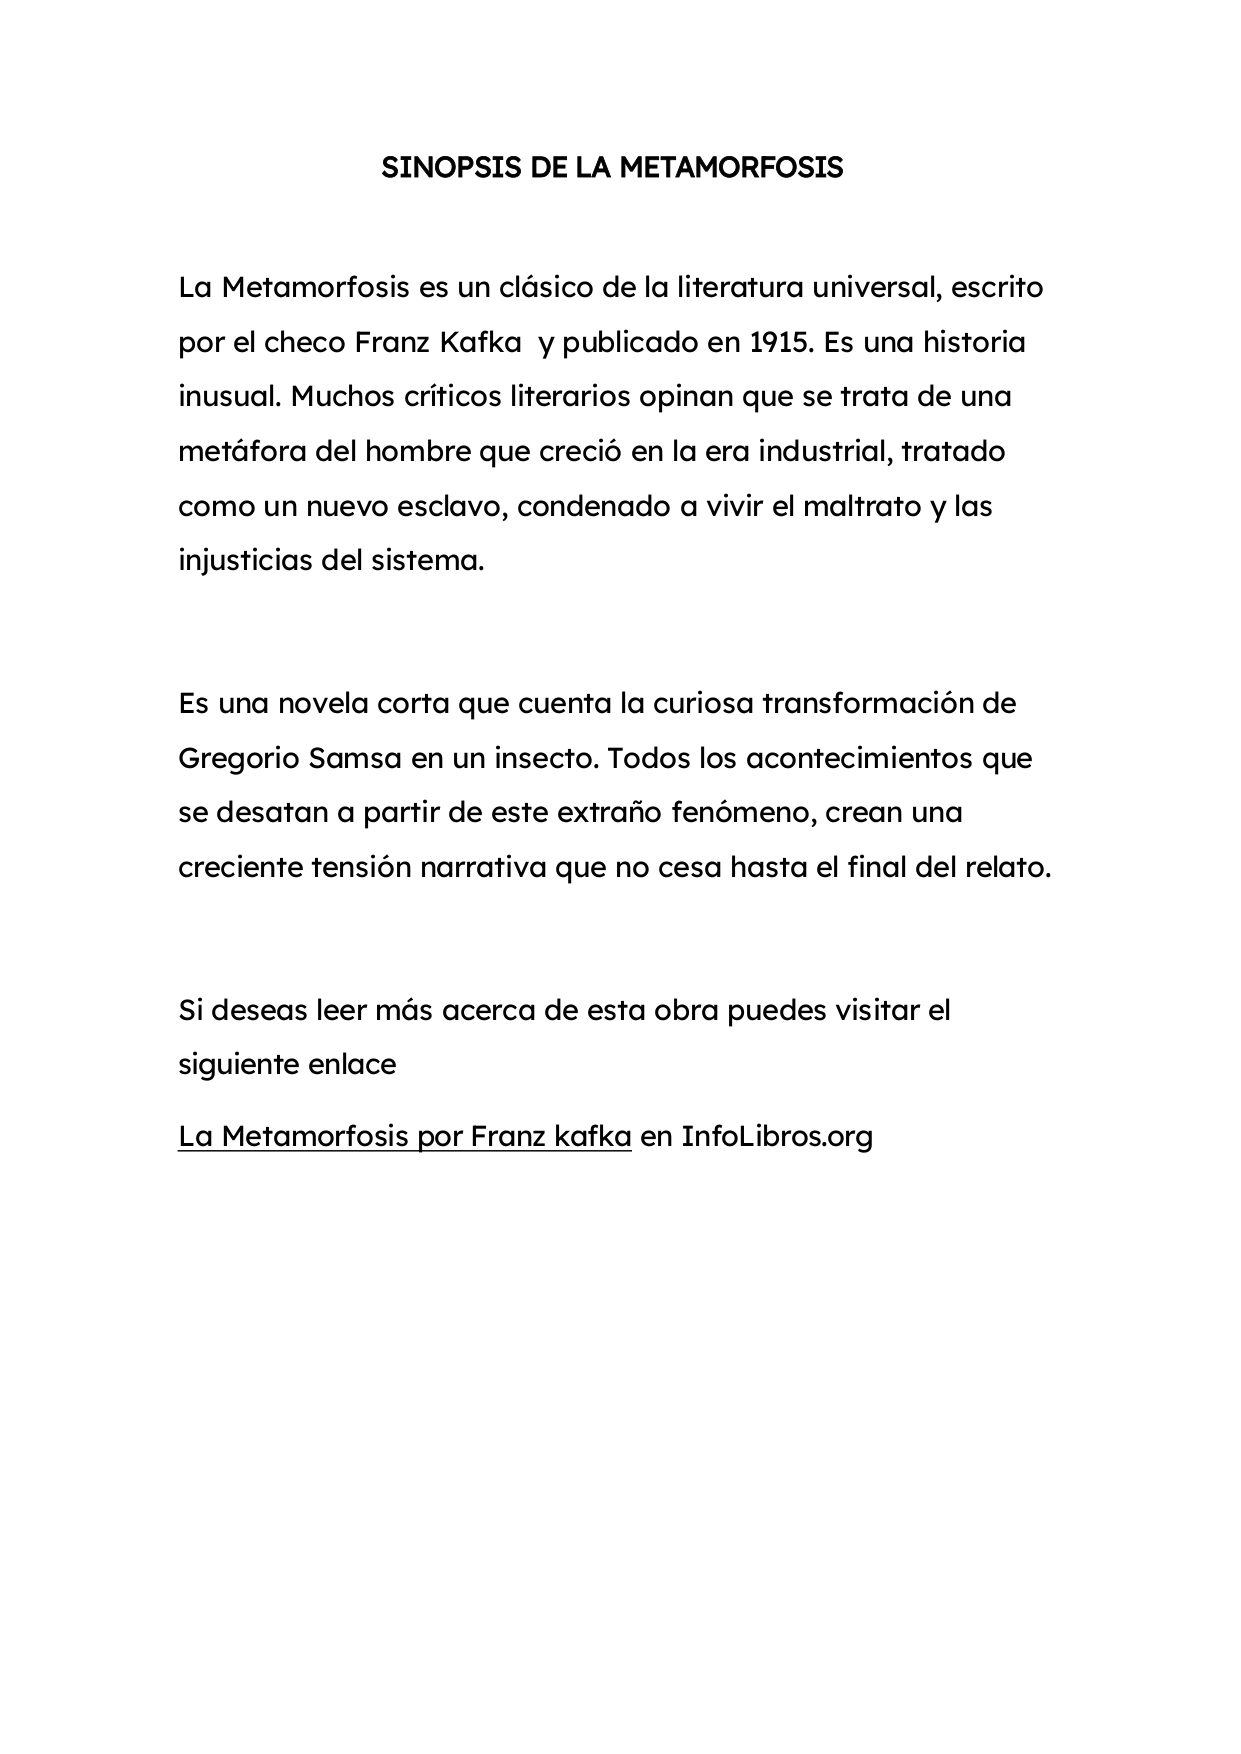 SINOPSIS DE LA METAMORFOSIS
La Metamorfosis es un clásico de la literatura universal, escrito
por el checo Franz Kafka  y publicado en 1915. Es una historia
inusual. Muchos críticos literarios opinan que se trata de una
metáfora del hombre que creció en la era industrial, tratado
como un nuevo esclavo, condenado a vivir el maltrato y las
injusticias del sistema.
Es una novela corta que cuenta la curiosa transformación de
Gregorio Samsa en un insecto. Todos los acontecimientos que
se desatan a partir de este extraño fenómeno, crean una
creciente tensión narrativa que no cesa hasta el final del relato.
Si deseas leer más acerca de esta obra puedes visitar el
siguiente enlace
La Metamorfosis por Franz kafka en InfoLibros.org